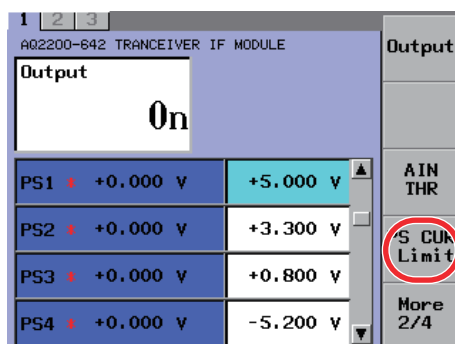 1 2 3
AQ2200-642 TRANCEIVER IF MODULE
Output
On
PS1 * +0.000 V +5.000 V
PS2 * +0.000 V +3.300 V
PS3 * +0.000 V +0.800 V
PS4 * +0.000 V -5.200 V
Output
AIN
THR
PS CUR
Limit
More
2/4